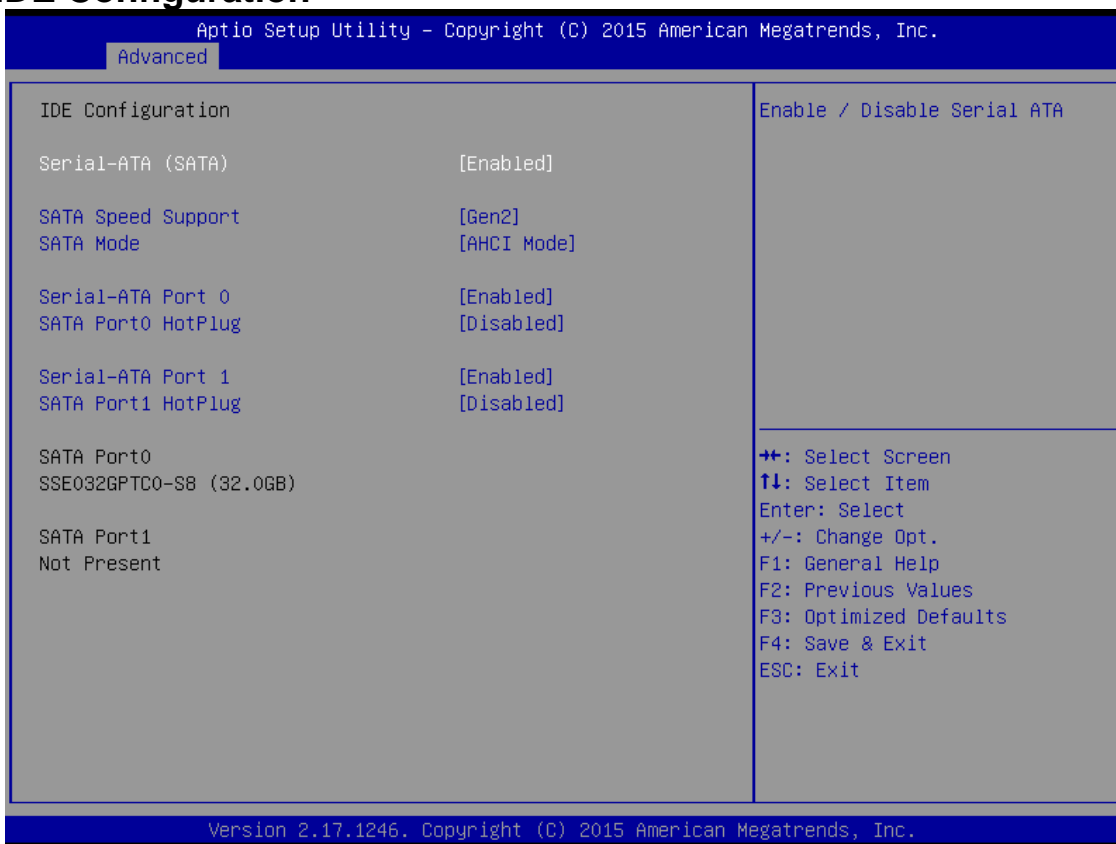 IDE Configuration
Aptio Setup Utility – Copyright (C) 2015 American Megatrends, Inc.
Advanced
IDE Configuration
Serial-ATA (SATA) [Enabled]
SATA Speed Support [Gen2]
SATA Mode [AHCI Mode]
Serial-ATA Port 0 [Enabled]
SATA Port0 HotPlug [Disabled]
Serial-ATA Port 1 [Enabled]
SATA Port1 HotPlug [Disabled]
SATA Port0
SSE032GPTC0-S8 (32.0GB)
SATA Port1
Not Present
Enable / Disable Serial ATA
→←: Select Screen
↑↓: Select Item
Enter: Select
+/-: Change Opt.
F1: General Help
F2: Previous Values
F3: Optimized Defaults
F4: Save & Exit
ESC: Exit
Version 2.17.1246. Copyright (C) 2015 American Megatrends, Inc.